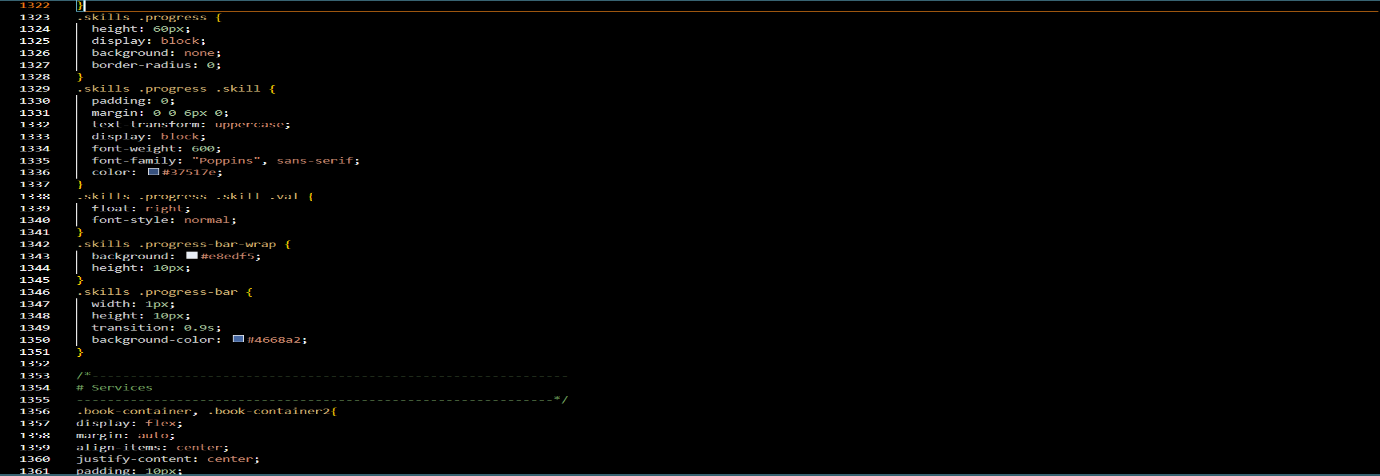 1322 }
1323 .skills .progress {
1324 height: 60px;
1325 display: block;
1326 background: none;
1327 border-radius: 0;
1328 }
1329 .skills .progress .skill {
1330 padding: 0;
1331 margin: 0 0 6px 0;
1332 text-transform: uppercase;
1333 display: block;
1334 font-weight: 600;
1335 font-family: "Poppins", sans-serif;
1336 color: #37517e;
1337 }
1338 .skills .progress .skill .val {
1339 float: right;
1340 font-style: normal;
1341 }
1342 .skills .progress-bar-wrap {
1343 background: #e8edf5;
1344 height: 10px;
1345 }
1346 .skills .progress-bar {
1347 width: 1px;
1348 height: 10px;
1349 transition: 0.9s;
1350 background-color: #4668a2;
1351 }
1352
1353 /*--------------------------------------------------------------
1354 # Services
1355 --------------------------------------------------------------*/
1356 .book-container, .book-container2{
1357 display: flex;
1358 margin: auto;
1359 align-items: center;
1360 justify-content: center;
1361 padding: 10px;